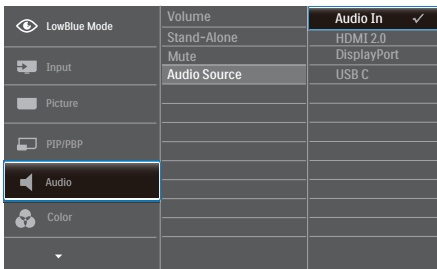 LowBlue Mode
Input
Picture
PIP/PBP
Audio
Color
Volume
Stand-Alone
Mute
Audio Source
Audio In ✓
HDMI 2.0
DisplayPort
USB C